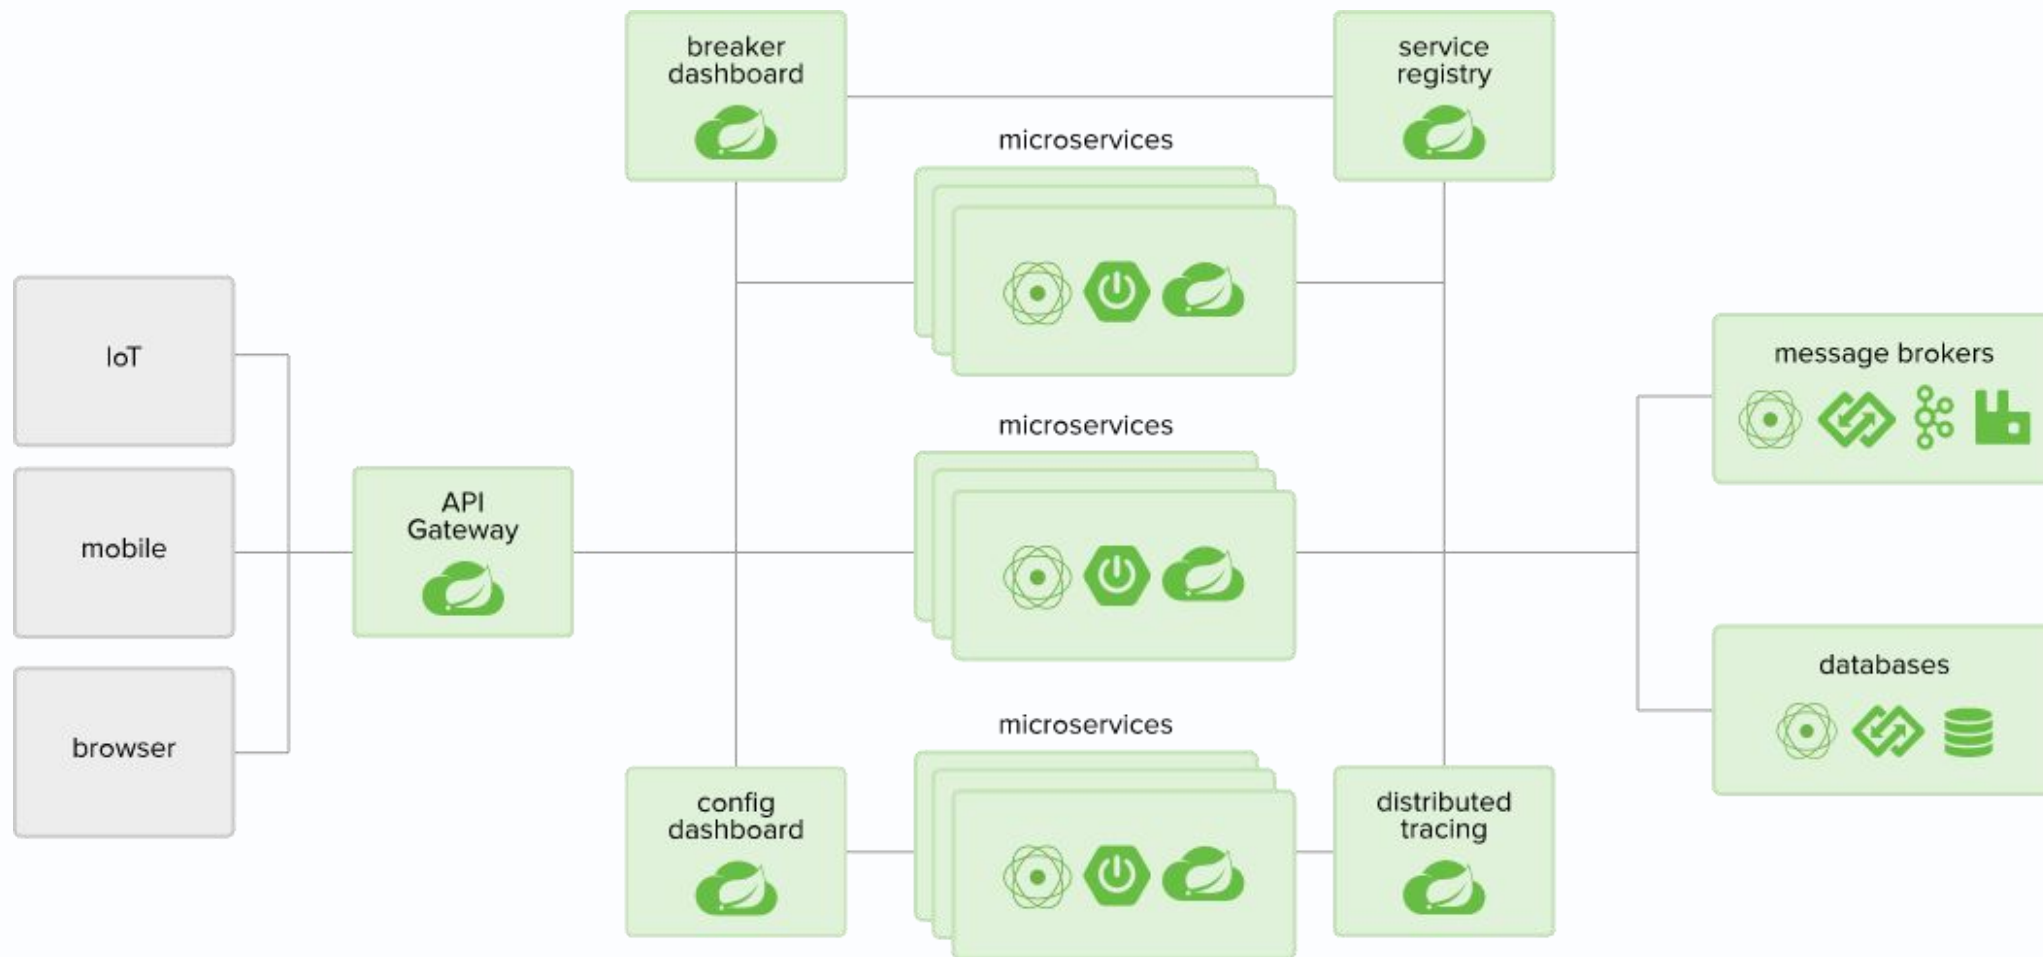 breaker
dashboard
service
registry
microservices
IoT
message brokers
microservices
API
Gateway
mobile
databases
microservices
browser
config
dashboard
distributed
tracing